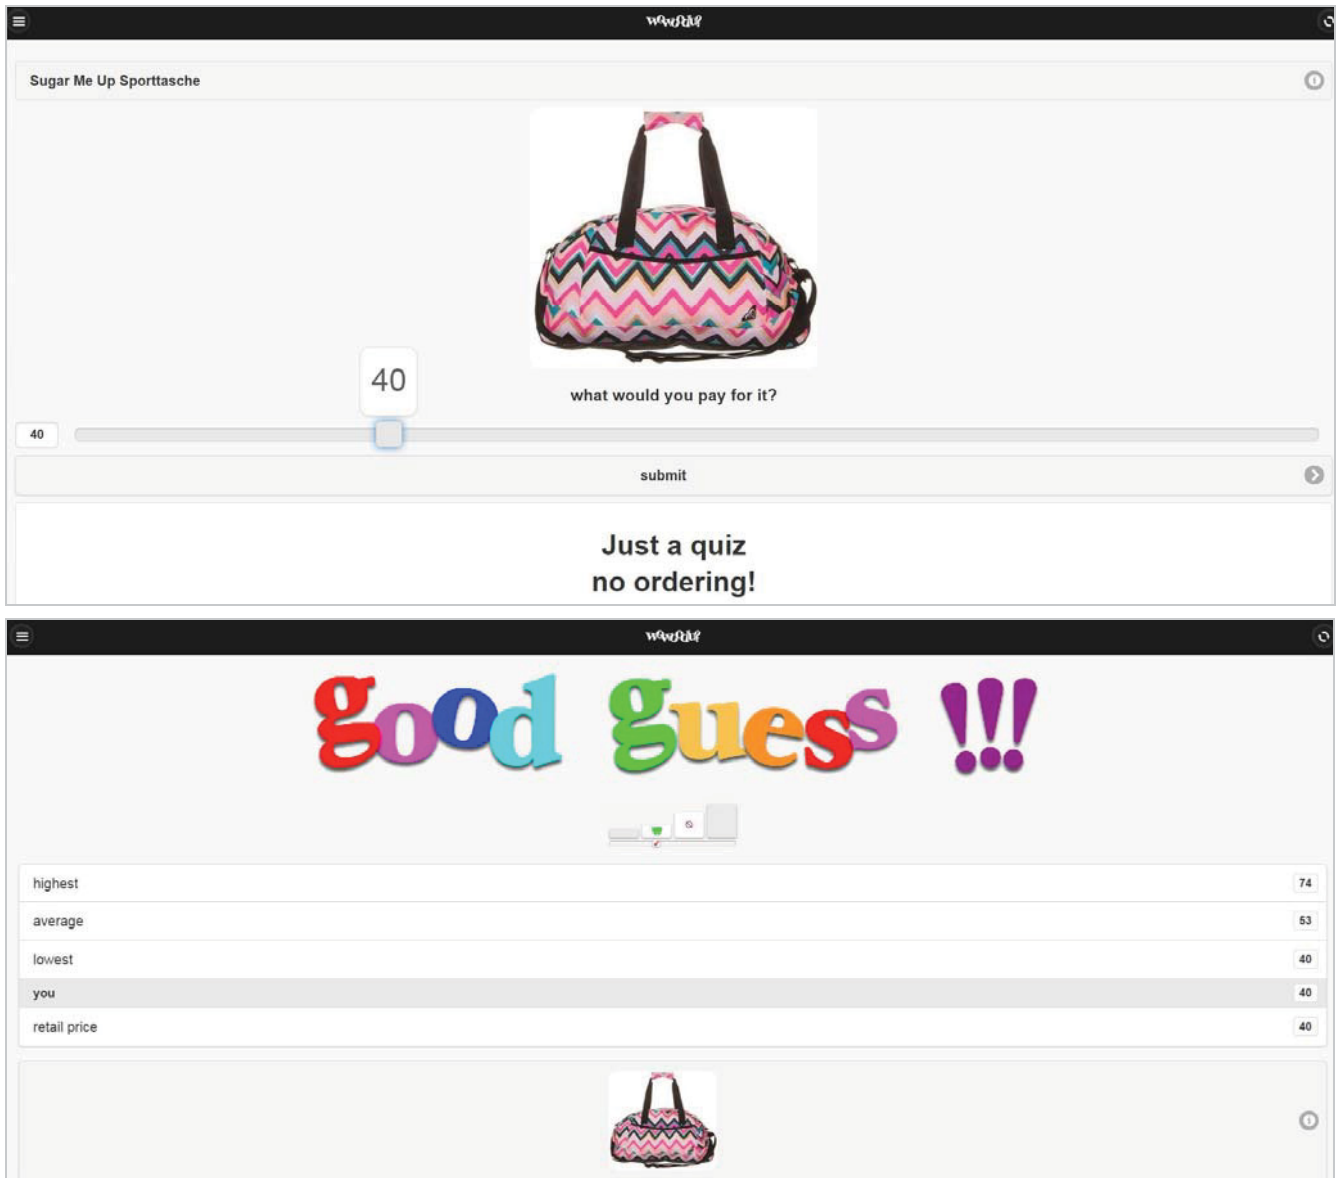 Sugar Me Up Sporttasche
40
what would you pay for it?
40
submit
Just a quiz
no ordering!
good guess !!!
highest 74
average 53
lowest 40
you 40
retail price 40